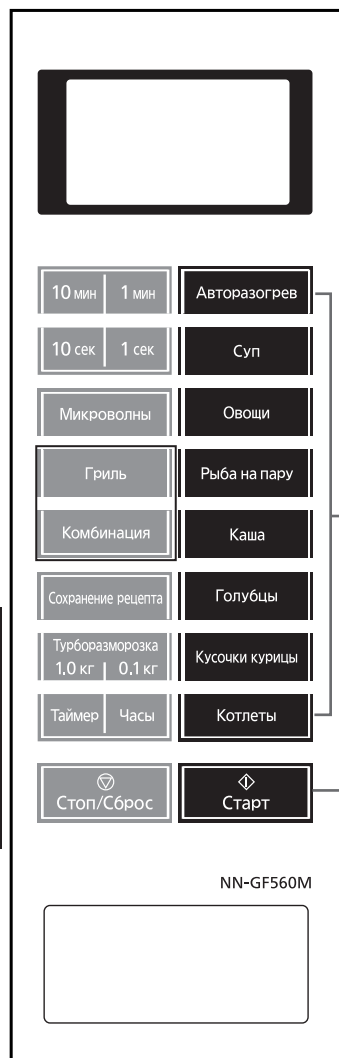 10 мин 1 мин Авторазогрев
10 сек 1 сек Суп
Микроволны Овощи
Гриль Рыба на пару
Комбинация Каша
Сохранение рецепта Голубцы
Турборазморозка
1.0 кг 0.1 кг Кусочки курицы
Таймер Часы Котлеты
Стоп/Сброс Старт
NN-GF560M